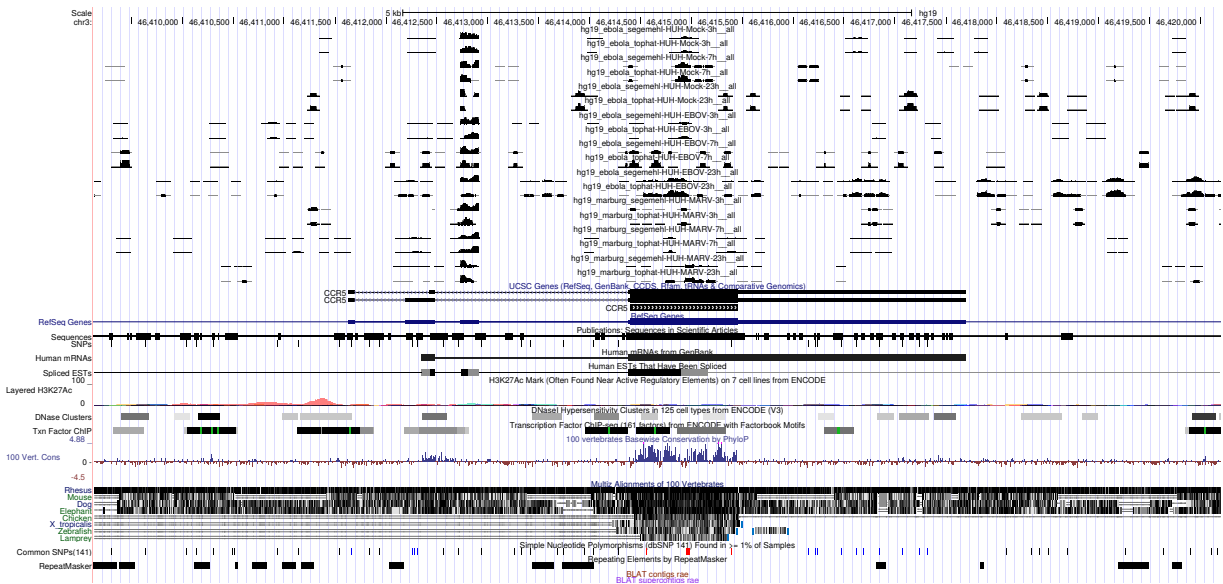 Scale 5 kb hg19
chr3: 46,410,000 46,410,500 46,411,000 46,411,500 46,412,000 46,412,500 46,413,000 46,413,500 46,414,000 46,414,500 46,415,000 46,415,500 46,416,000 46,416,500 46,417,000 46,417,500 46,418,000 46,418,500 46,419,000 46,419,500 46,420,000
hg19_ebola_segemehl-HUH-Mock-3h__all
hg19_ebola_tophat-HUH-Mock-3h__all
hg19_ebola_segemehl-HUH-Mock-7h__all
hg19_ebola_tophat-HUH-Mock-7h__all
hg19_ebola_segemehl-HUH-Mock-23h__all
hg19_ebola_tophat-HUH-Mock-23h__all
hg19_ebola_segemehl-HUH-EBOV-3h__all
hg19_ebola_tophat-HUH-EBOV-3h__all
hg19_ebola_segemehl-HUH-EBOV-7h__all
hg19_ebola_tophat-HUH-EBOV-7h__all
hg19_ebola_segemehl-HUH-EBOV-23h__all
hg19_ebola_tophat-HUH-EBOV-23h__all
hg19_marburg_segemehl-HUH-MARV-3h__all
hg19_marburg_tophat-HUH-MARV-3h__all
hg19_marburg_segemehl-HUH-MARV-7h__all
hg19_marburg_tophat-HUH-MARV-7h__all
hg19_marburg_segemehl-HUH-MARV-23h__all
hg19_marburg_tophat-HUH-MARV-23h__all
UCSC Genes (RefSeq, GenBank, CCDS, Rfam, tRNAs & Comparative Genomics)
CCR5
CCR5
CCR5
RefSeq Genes
RefSeq Genes
Publications: Sequences in Scientific Articles
Sequences
SNPs
Human mRNAs from GenBank
Human mRNAs
Human ESTs That Have Been Spliced
Spliced ESTs
H3K27Ac Mark (Often Found Near Active Regulatory Elements) on 7 cell lines from ENCODE
100
Layered H3K27Ac
0
DNaseI Hypersensitivity Clusters in 125 cell types from ENCODE (V3)
DNase Clusters
Transcription Factor ChIP-seq (161 factors) from ENCODE with Factorbook Motifs
Txn Factor ChIP
100 vertebrates Basewise Conservation by PhyloP
4.88
100 Vert. Cons
0
-4.5
Multiz Alignments of 100 Vertebrates
Rhesus
Mouse
Dog
Elephant
Chicken
X_tropicalis
Zebrafish
Lamprey
Simple Nucleotide Polymorphisms (dbSNP 141) Found in >= 1% of Samples
Common SNPs(141)
Repeating Elements by RepeatMasker
RepeatMasker
BLAT contigs rae
BLAT supercontigs rae